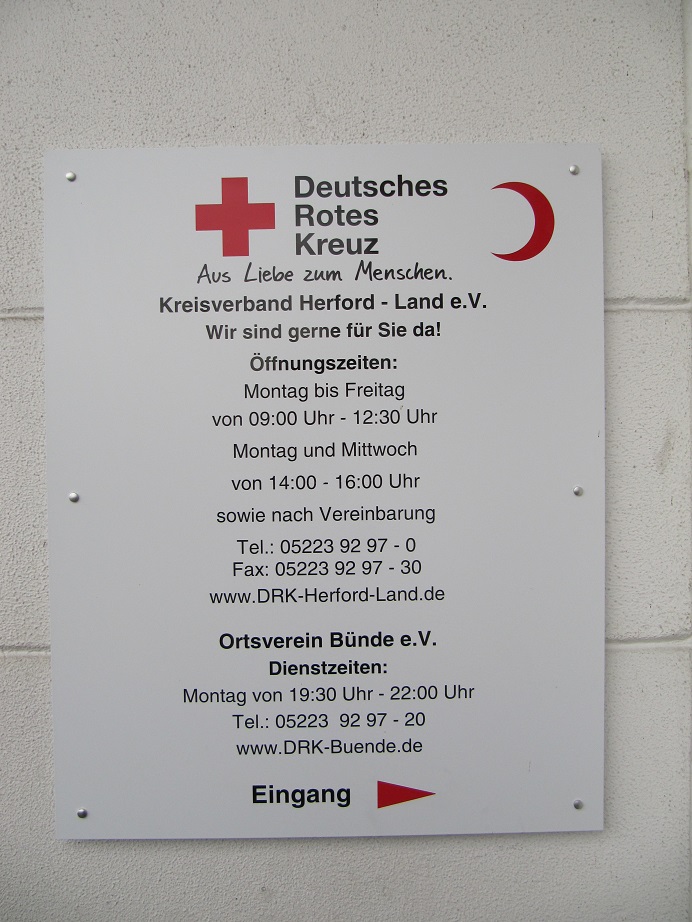 Deutsches
Rotes
Kreuz
Aus Liebe zum Menschen.
Kreisverband Herford - Land e.V.
Wir sind gerne für Sie da!
Öffnungszeiten:
Montag bis Freitag
von 09:00 Uhr - 12:30 Uhr
Montag und Mittwoch
von 14:00 - 16:00 Uhr
sowie nach Vereinbarung
Tel.: 05223 92 97 - 0
Fax: 05223 92 97 - 30
www.DRK-Herford-Land.de
Ortsverein Bünde e.V.
Dienstzeiten:
Montag von 19:30 Uhr - 22:00 Uhr
Tel.: 05223 92 97 - 20
www.DRK-Buende.de
Eingang